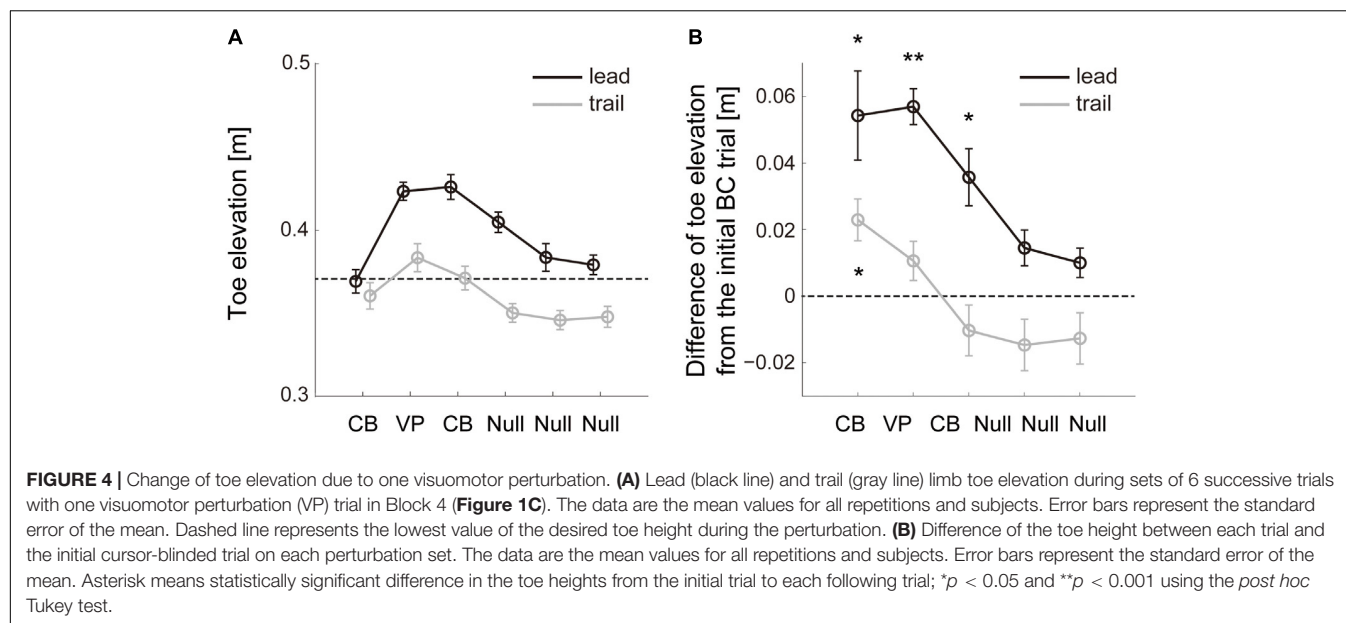 A
B
0.5
0.4
0.3
Toe elevation [m]
lead
trail
CB VP CB Null Null Null
*
**
*
*
0.06
0.04
0.02
0
−0.02
Difference of toe elevation
from the initial BC trial [m]
lead
trail
CB VP CB Null Null Null
FIGURE 4 | Change of toe elevation due to one visuomotor perturbation. (A) Lead (black line) and trail (gray line) limb toe elevation during sets of 6 successive trials
with one visuomotor perturbation (VP) trial in Block 4 (Figure 1C). The data are the mean values for all repetitions and subjects. Error bars represent the standard
error of the mean. Dashed line represents the lowest value of the desired toe height during the perturbation. (B) Difference of the toe height between each trial and
the initial cursor-blinded trial on each perturbation set. The data are the mean values for all repetitions and subjects. Error bars represent the standard error of the
mean. Asterisk means statistically significant difference in the toe heights from the initial trial to each following trial; *p < 0.05 and **p < 0.001 using the post hoc
Tukey test.